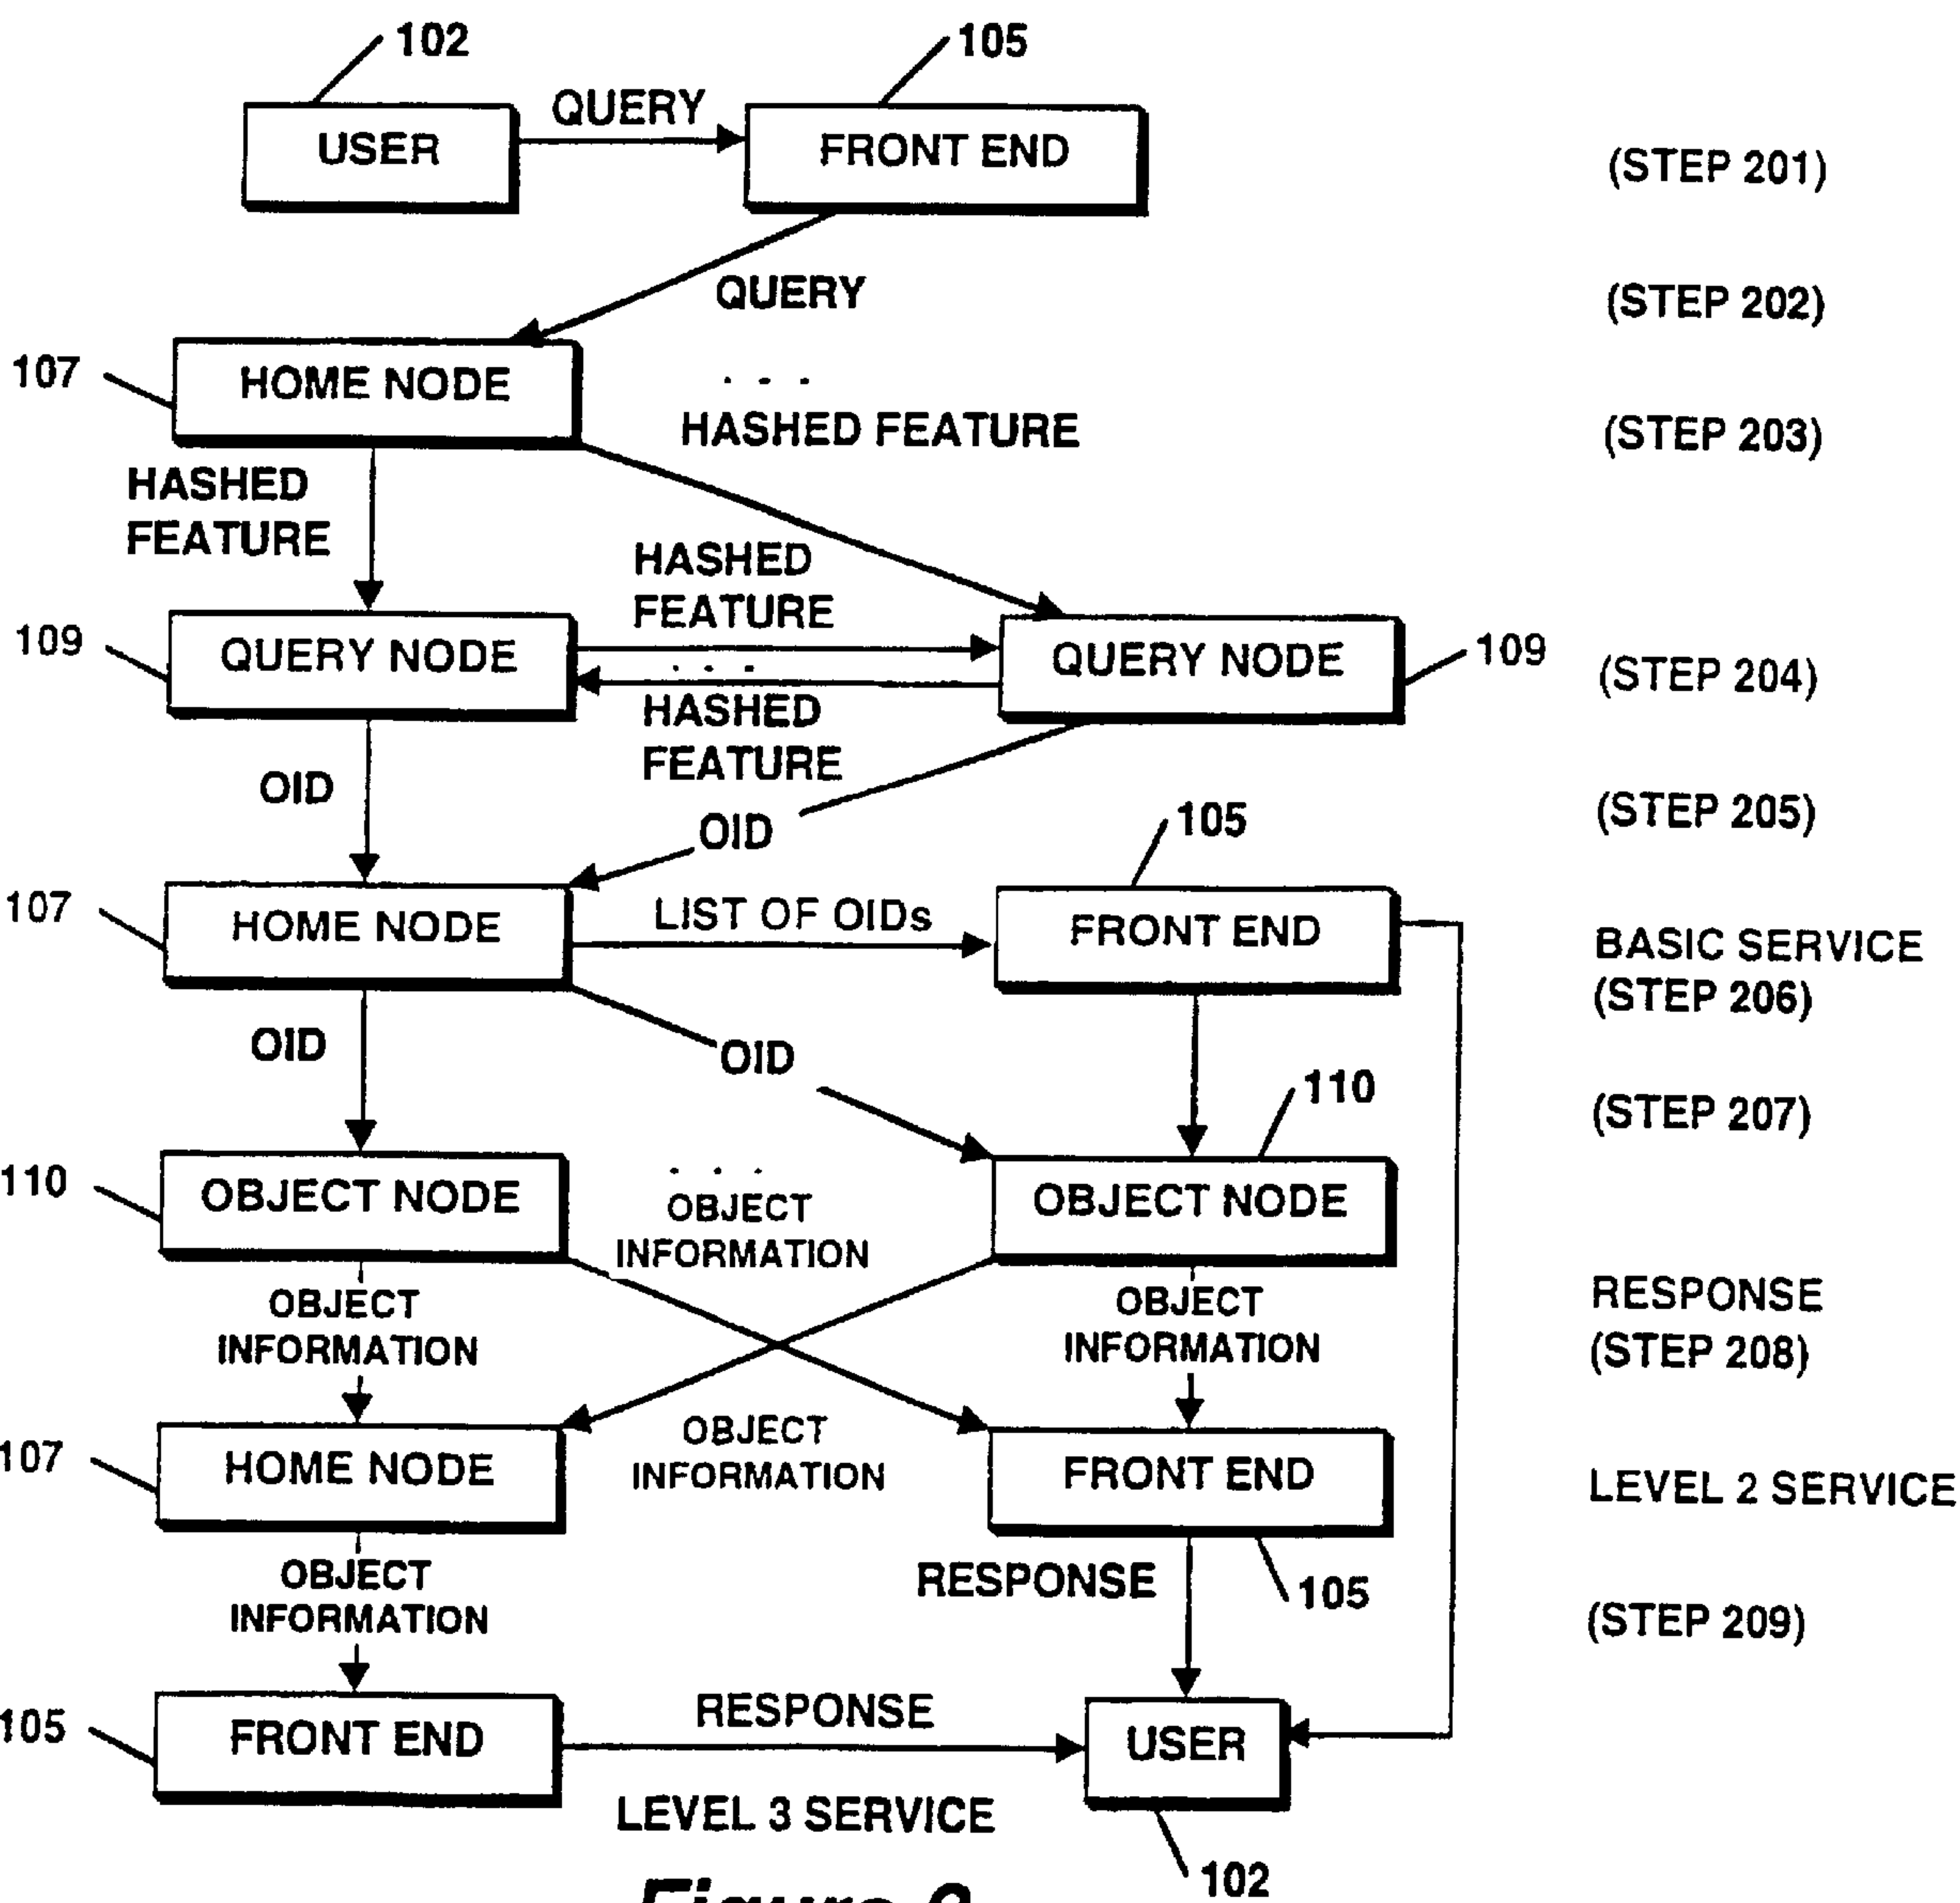 102
105
USER
QUERY
FRONT END
(STEP 201)
QUERY
(STEP 202)
107
HOME NODE
. . .
HASHED FEATURE
(STEP 203)
HASHED
FEATURE
HASHED
FEATURE
109
QUERY NODE
. . .
QUERY NODE
109
(STEP 204)
HASHED
FEATURE
OID
OID
105
(STEP 205)
107
HOME NODE
LIST OF OIDs
FRONT END
BASIC SERVICE
(STEP 206)
OID
OID
110
(STEP 207)
110
OBJECT NODE
. . .
OBJECT
INFORMATION
OBJECT NODE
OBJECT
INFORMATION
OBJECT
INFORMATION
RESPONSE
(STEP 208)
107
HOME NODE
OBJECT
INFORMATION
FRONT END
LEVEL 2 SERVICE
OBJECT
INFORMATION
RESPONSE
105
(STEP 209)
105
FRONT END
RESPONSE
USER
LEVEL 3 SERVICE
102
Figure